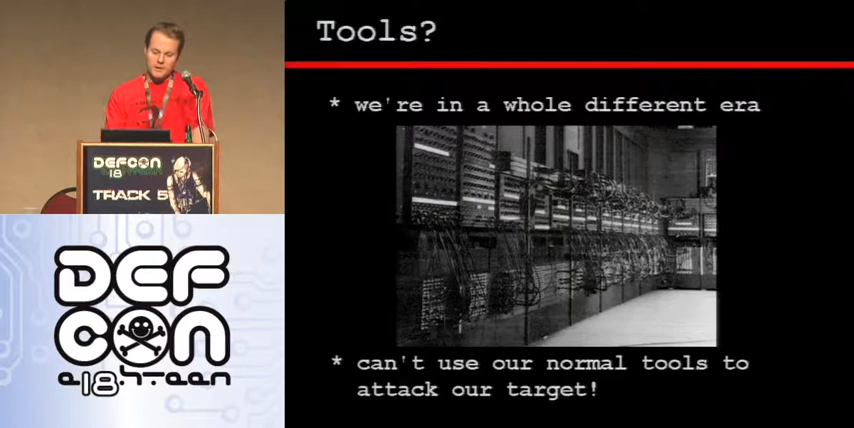 Tools?
* we're in a whole different era
* can't use our normal tools to
attack our target!
DEFCON
18
TRACK 5
DEF
CON
e18hteen